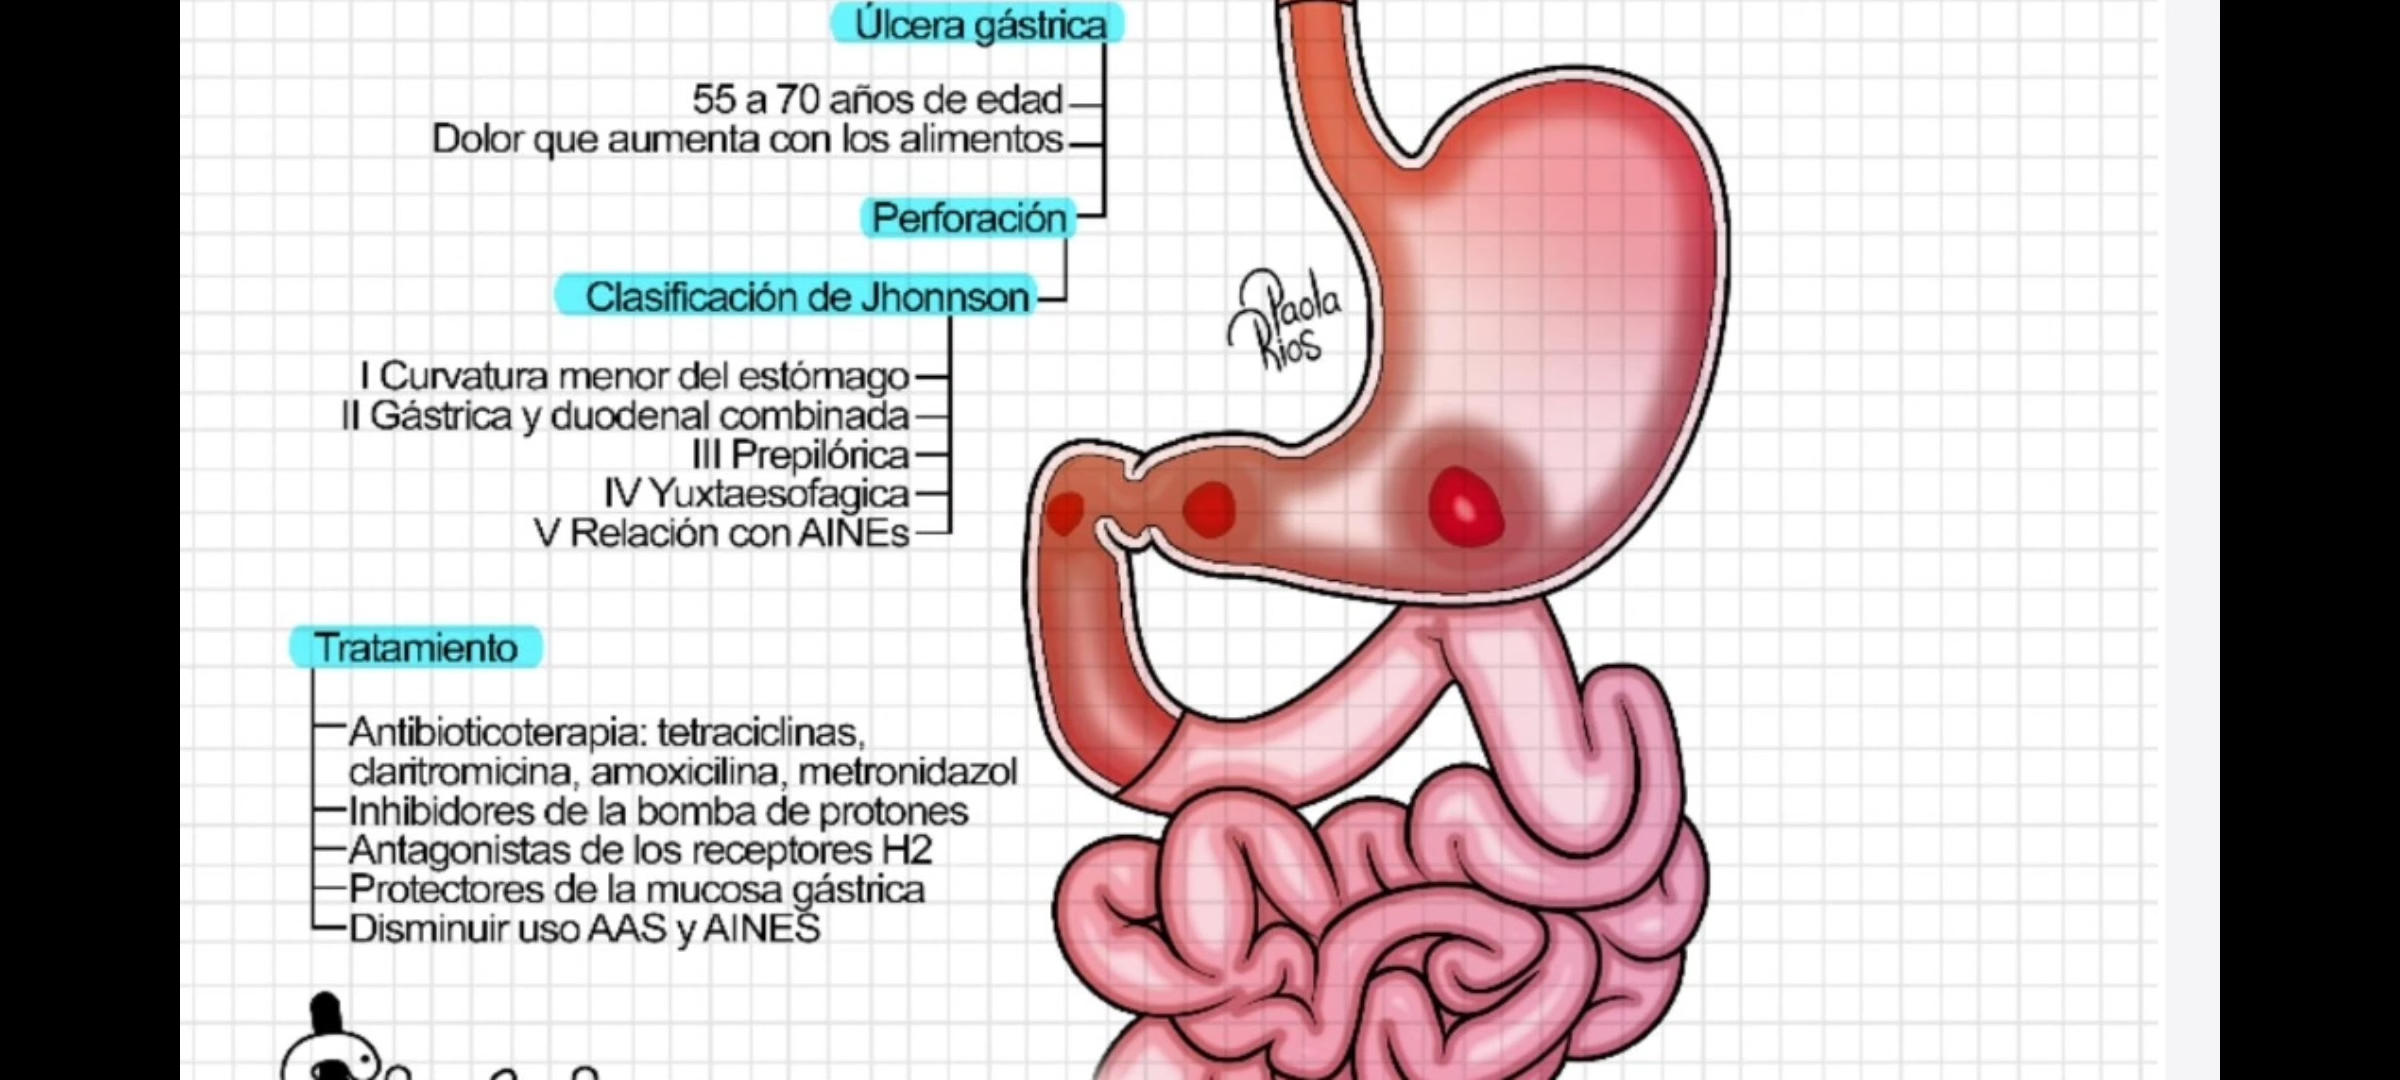 Úlcera gástrica
55 a 70 años de edad
Dolor que aumenta con los alimentos
Perforación
Clasificación de Jhonnson
I Curvatura menor del estómago
II Gástrica y duodenal combinada
III Prepilórica
IV Yuxtaesofagica
V Relación con AINEs
Paola
Rios
Tratamiento
Antibioticoterapia: tetraciclinas,
claritromicina, amoxicilina, metronidazol
Inhibidores de la bomba de protones
Antagonistas de los receptores H2
Protectores de la mucosa gástrica
Disminuir uso AAS y AINES